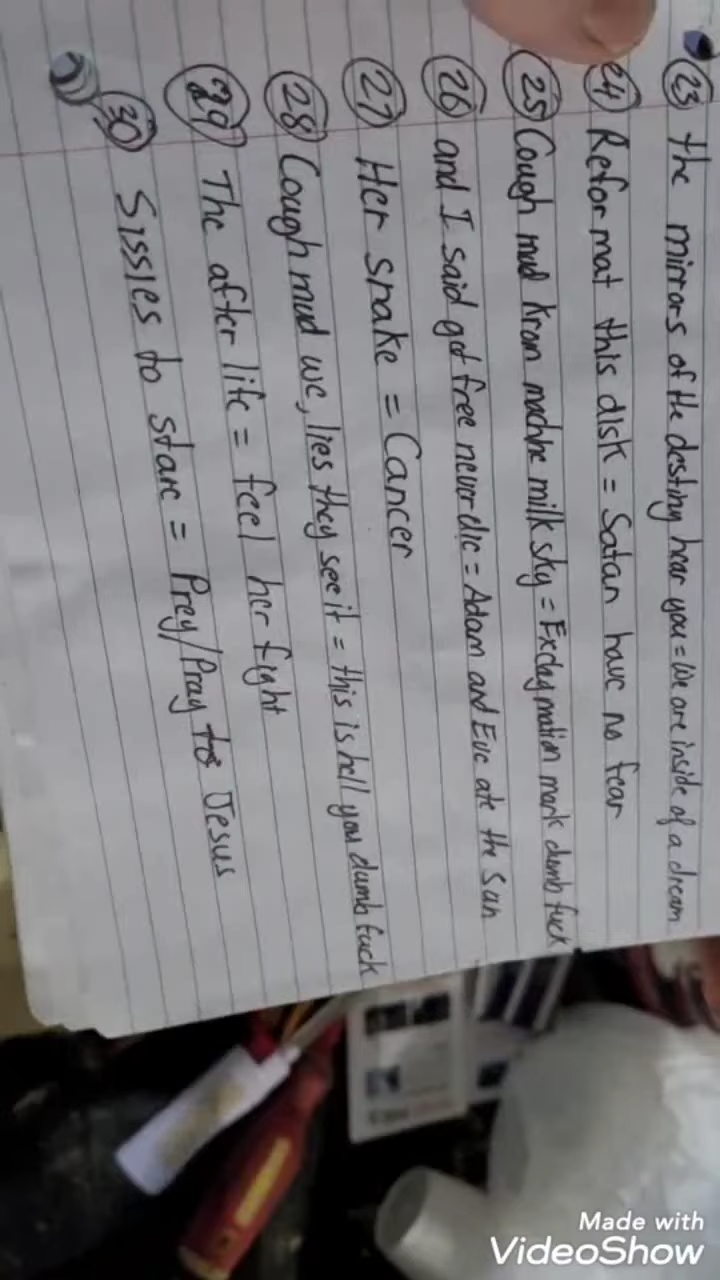 23 the mirrors of the destiny hear you = We are inside of a dream
24 Reformat this disk = Satan have no fear
25 Cough mud Krom machine milk sky = Exclaymation mark dumb fuck
26 and I said get free never die = Adam and Eve ate the sun
27 Her snake = Cancer
28 Cough mud we, lies they see it = this is hell you dumb fuck
29 The after life = feel her fight
30 Sissies to stare = Prey/Pray to Jesus
Made with
VideoShow